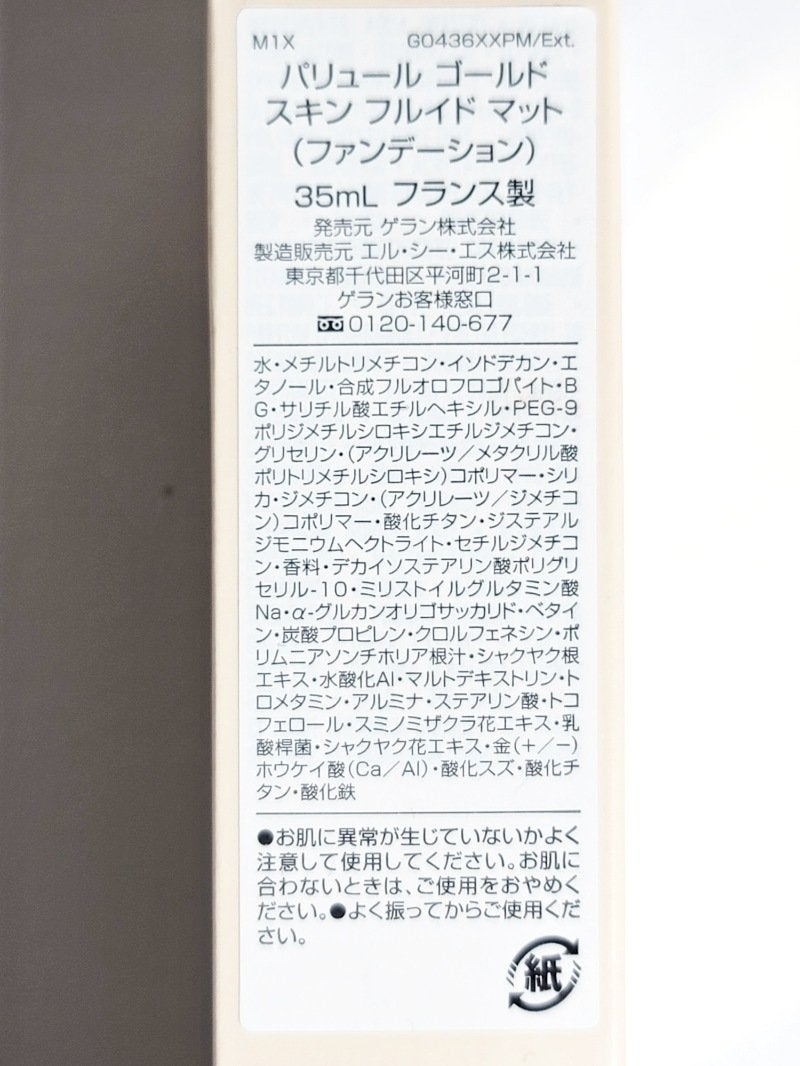 M1X G0436XXPM/Ext.
パリュール ゴールド
スキン フルイド マット
(ファンデーション)
35mL フランス製
発売元 ゲラン株式会社
製造販売元 エル・シー・エス株式会社
東京都千代田区平河町2-1-1
ゲランお客様窓口
0120-140-677
水・メチルトリメチコン・イソドデカン・エ
タノール・合成フルオロフロゴパイト・B
G・サリチル酸エチルヘキシル・PEG-9
ポリジメチルシロキシエチルジメチコン・
グリセリン・(アクリレーツ/メタクリル酸
ポリトリメチルシロキシ)コポリマー・シリ
カ・ジメチコン・(アクリレーツ/ジメチコ
ン)コポリマー・酸化チタン・ジステアル
ジモニウムヘクトライト・セチルジメチコ
ン・香料・デカイソステアリン酸ポリグリ
セリル-10・ミリストイルグルタミン酸
Na・α-グルカンオリゴサッカリド・ベタイ
ン・炭酸プロピレン・クロルフェネシン・ポ
リムニアソンチホリア根汁・シャクヤク根
エキス・水酸化Al・マルトデキストリン・ト
ロメタミン・アルミナ・ステアリン酸・トコ
フェロール・スミノミザクラ花エキス・乳
酸桿菌・シャクヤク花エキス・金(+/-)
ホウケイ酸(Ca/Al)・酸化スズ・酸化チ
タン・酸化鉄
●お肌に異常が生じていないかよく
注意して使用してください。お肌に
合わないときは、ご使用をおやめく
ださい。●よく振ってからご使用くだ
さい。
紙